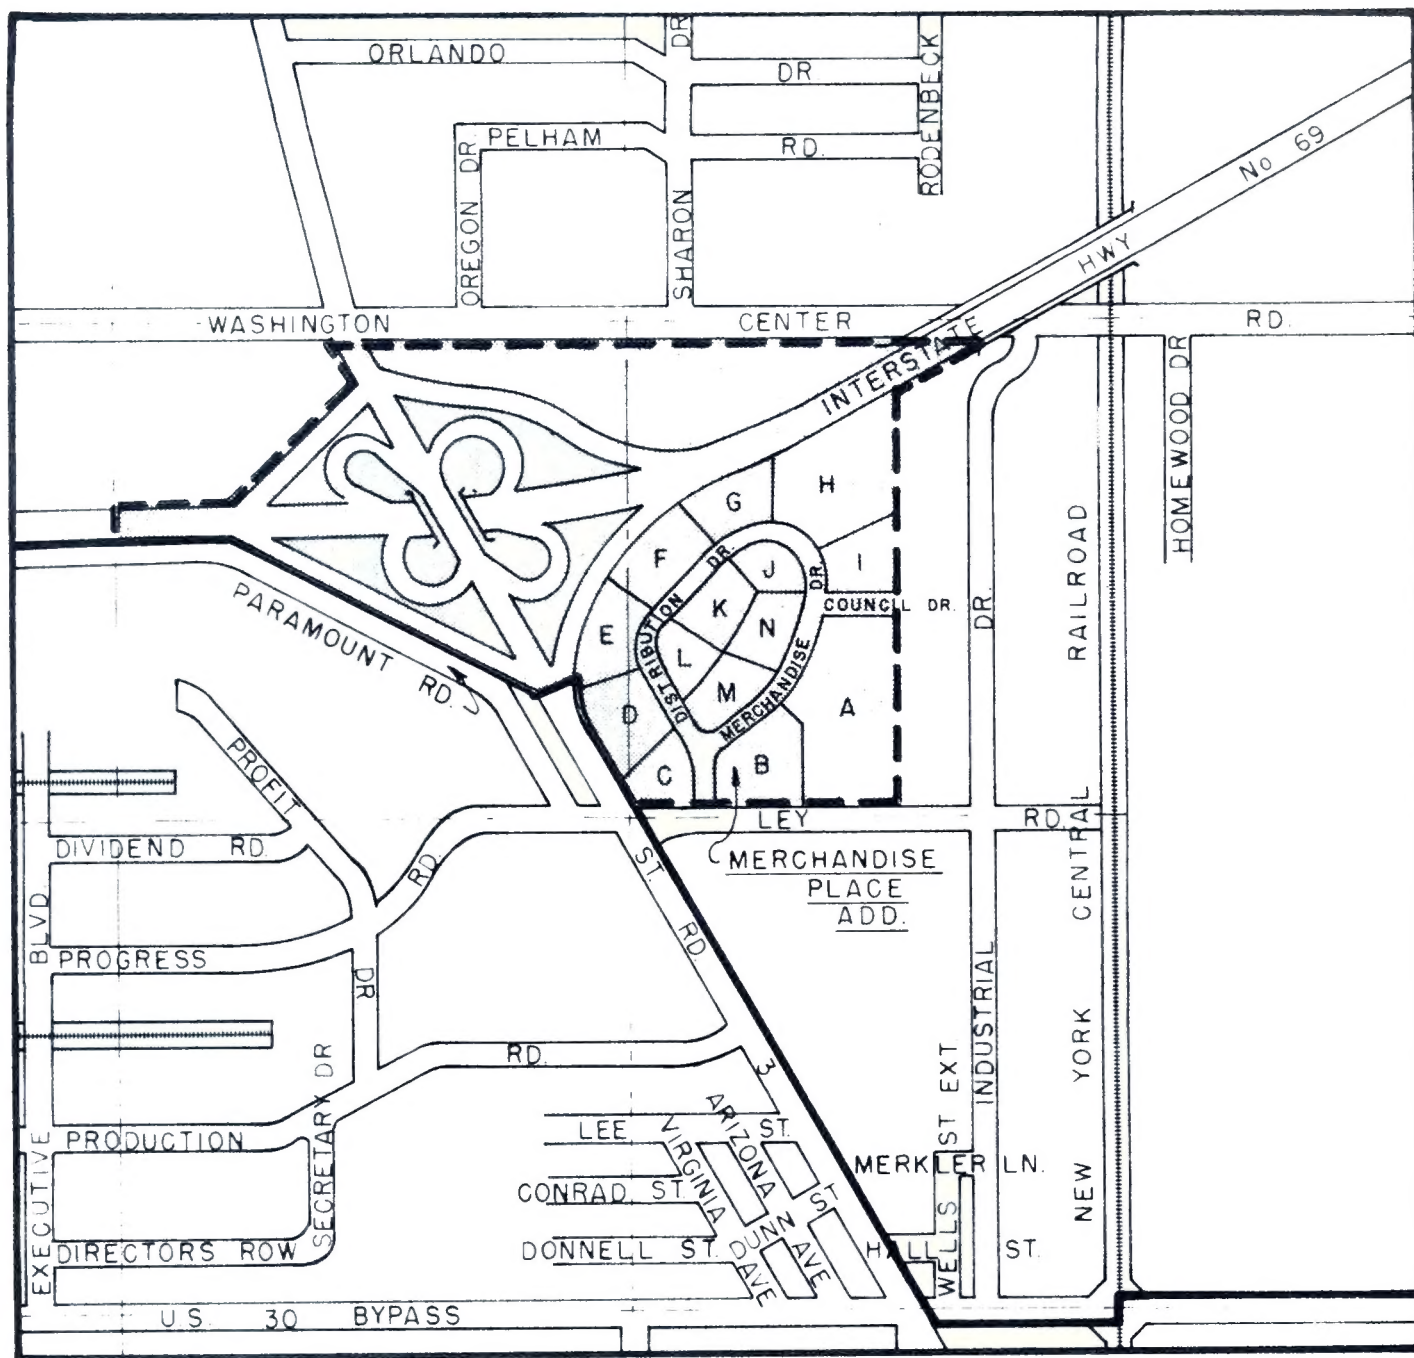 ORLANDO
DR
DR
RODENBECK
PELHAM
RD.
OREGON DR.
SHARON
No 69
HWY
INTERSTATE
WASHINGTON CENTER RD.
HOMEWOOD DR
H
G
F
I
J
DR.
DR.
COUNCIL DR.
K
N
E
L
M
DISTRIBUTION
MERCHANDISE
A
D
B
C
DR.
RAILROAD
PARAMOUNT
RD.
PROFIT
LEY RD.
DIVIDEND RD.
RD.
ST. RD. 3
MERCHANDISE
PLACE
ADD.
CENTRAL
BLVD.
PROGRESS
DR
INDUSTRIAL
RD.
SECRETARY DR
YORK
WELLS ST EXT
LEE ST.
ARIZONA ST
VIRGINIA AVE
PRODUCTION
MERKLER LN.
CONRAD ST.
NEW
EXECUTIVE
DUNN AVE
DIRECTORS ROW
DONNELL ST.
HALL ST.
U.S. 30 BYPASS